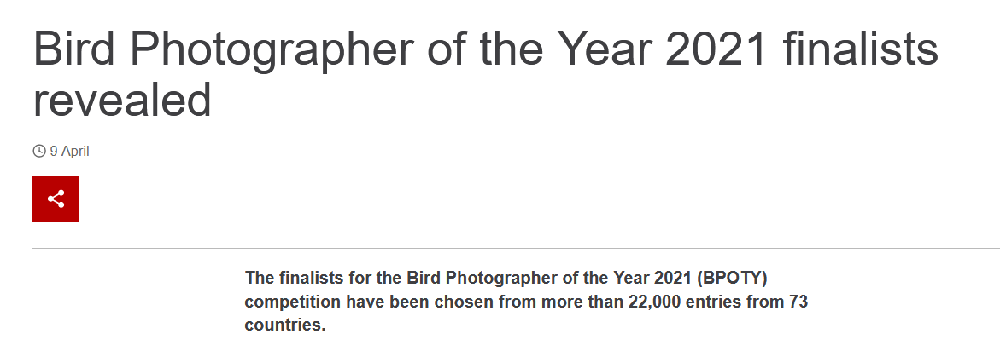 Bird Photographer of the Year 2021 finalists
revealed
9 April
The finalists for the Bird Photographer of the Year 2021 (BPOTY)
competition have been chosen from more than 22,000 entries from 73
countries.